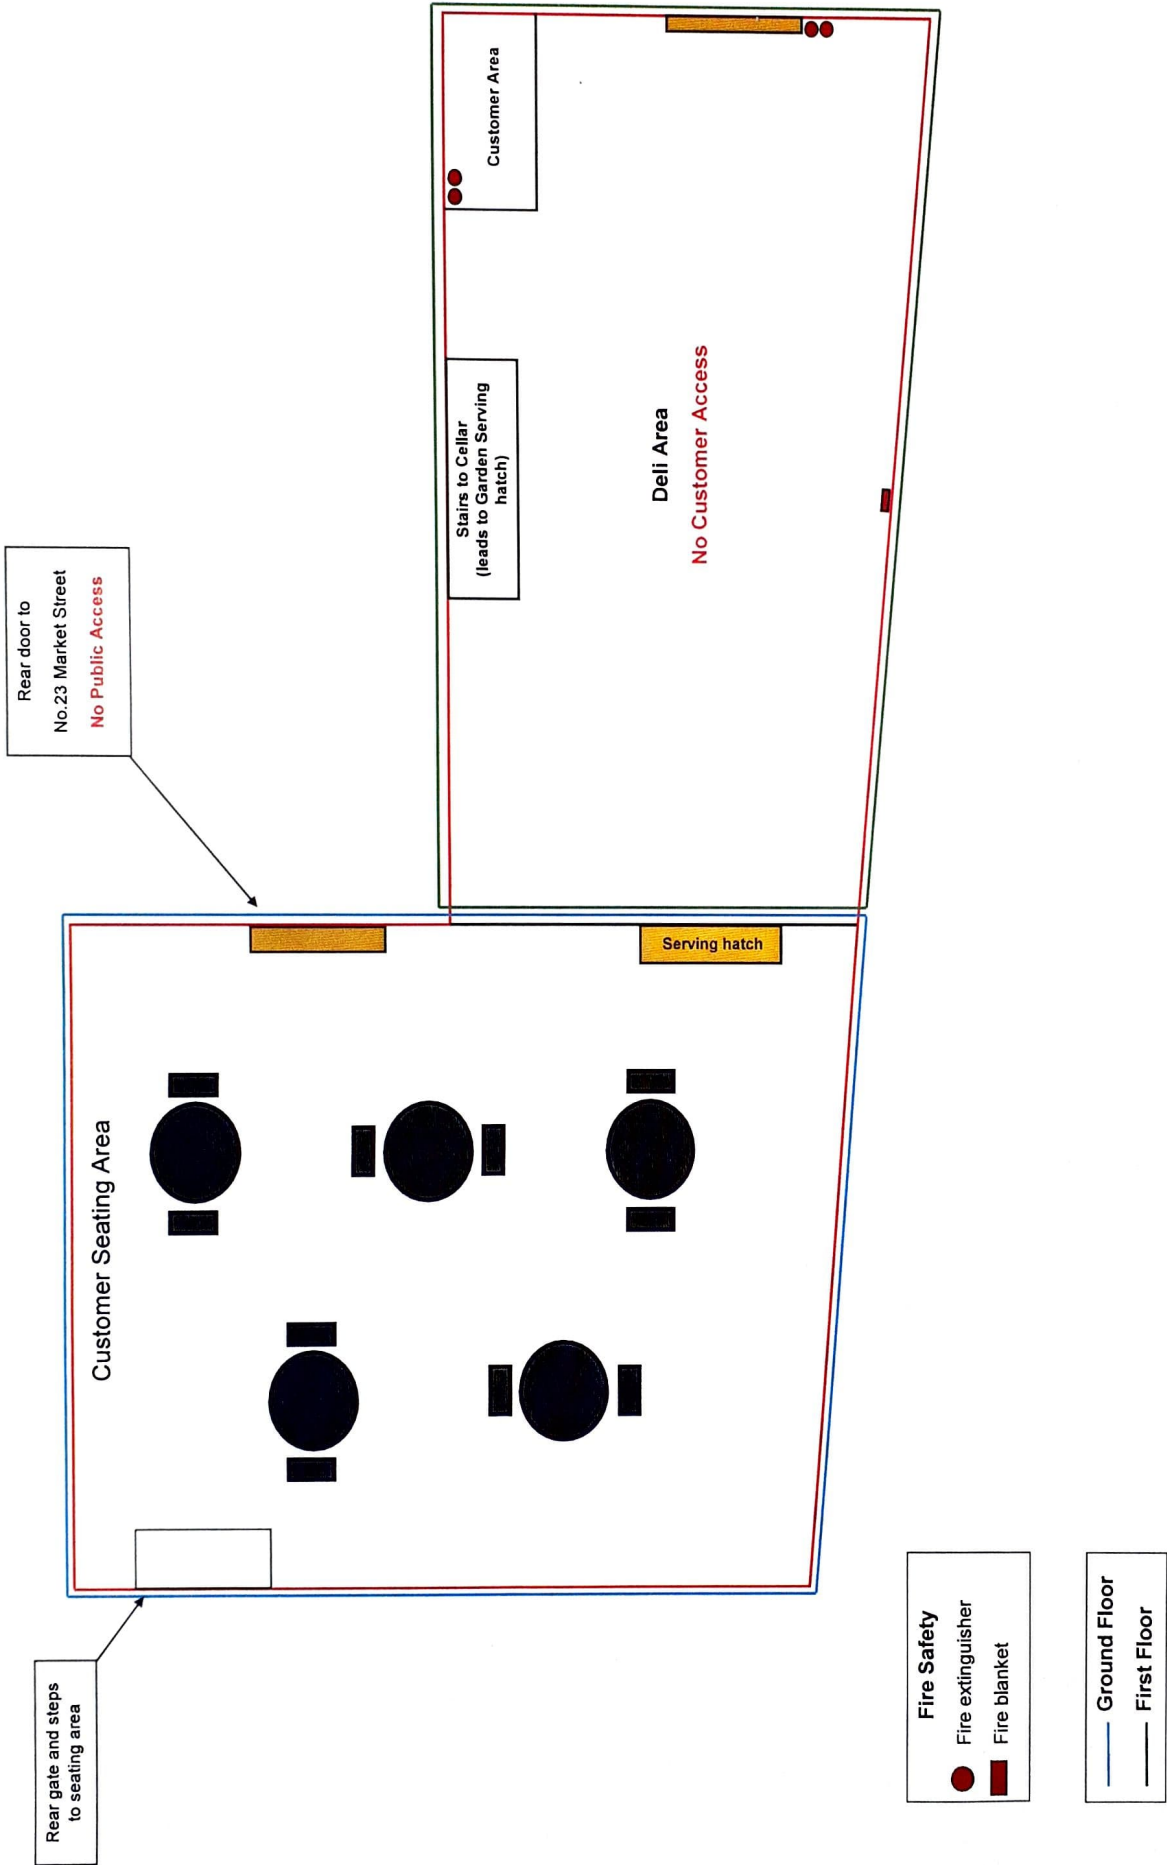 Rear door to
No.23 Market Street
No Public Access
Customer Area
Stairs to Cellar
(leads to Garden Serving
hatch)
Deli Area
No Customer Access
Customer Seating Area
Serving hatch
Rear gate and steps
to seating area
Fire Safety
Fire extinguisher
Fire blanket
Ground Floor
First Floor